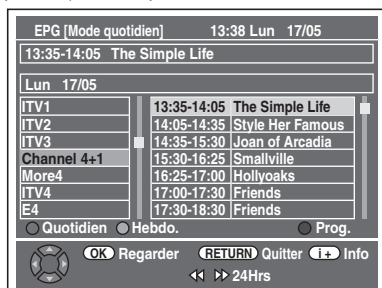 EPG [Mode quotidien] 13:38 Lun 17/05
13:35-14:05 The Simple Life
Lun 17/05
ITV1 13:35-14:05 The Simple Life
ITV2 14:05-14:35 Style Her Famous
ITV3 14:35-15:30 Joan of Arcadia
Channel 4+1 15:30-16:25 Smallville
More4 16:25-17:00 Hollyoaks
ITV4 17:00-17:30 Friends
E4 17:30-18:30 Friends
Quotidien Hebdo. Prog.
OK Regarder RETURN Quitter i+ Info
24Hrs